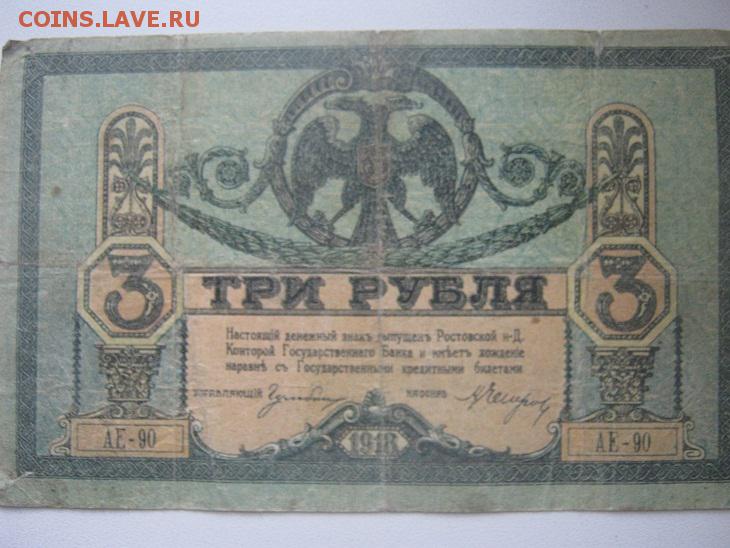 COINS.LAVE.RU
3 ТРИ РУБЛЯ 3
Настоящій денежный знакъ выпущенъ Ростовской н-Д.
Конторой Государственнаго Банка и имѣетъ хожденіе
наравнѣ съ Государственными кредитными билетами
УПРАВЛЯЮЩІЙ КАССИРЪ
АЕ-90 1918 АЕ-90